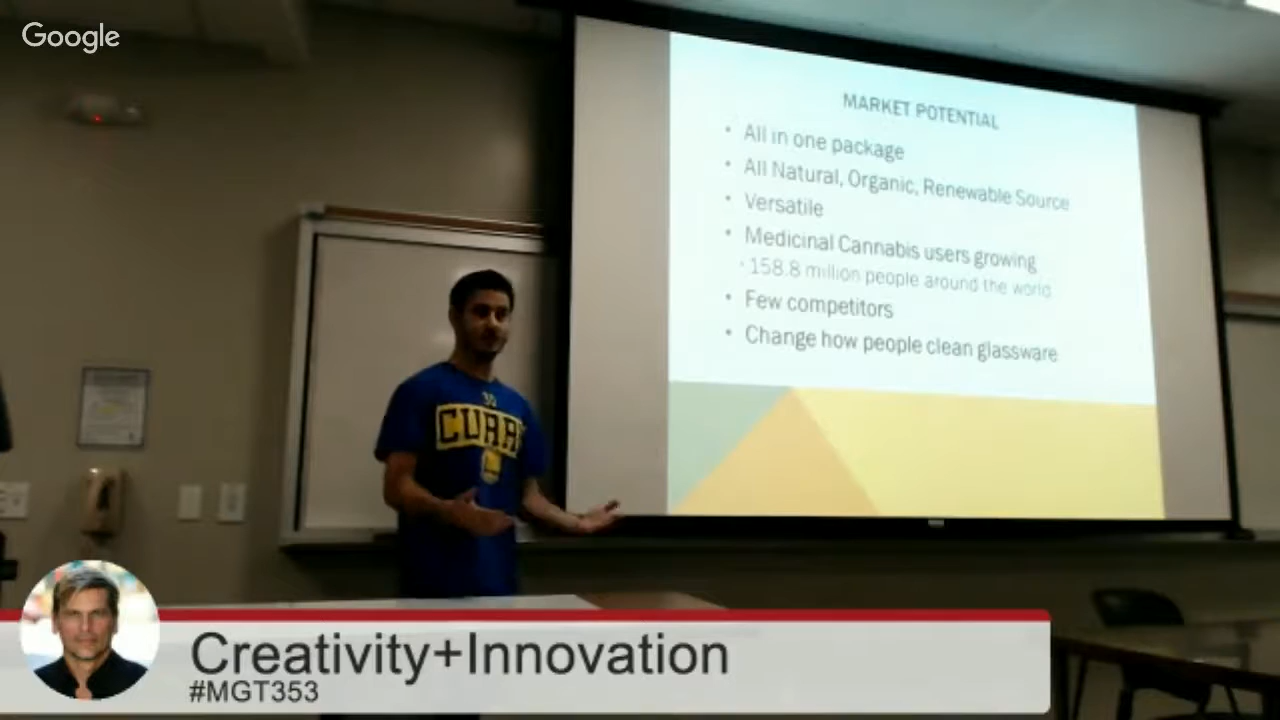 Google
MARKET POTENTIAL
• All in one package
• All Natural, Organic, Renewable Source
• Versatile
• Medicinal Cannabis users growing
• 158.8 million people around the world
• Few competitors
• Change how people clean glassware
30
Creativity+Innovation
#MGT353